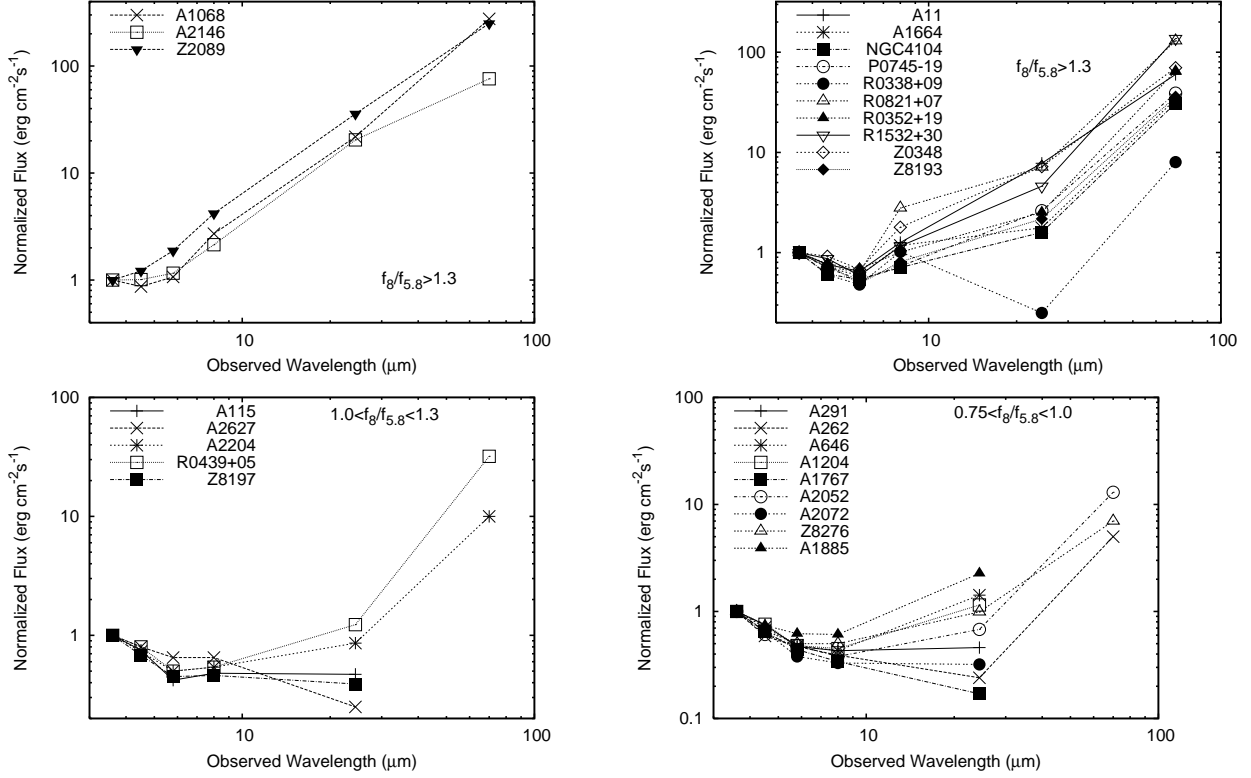 A1068
A2146
Z2089
100
10
1
Normalized Flux (erg cm-2s-1)
f8/f5.8>1.3
10
100
Observed Wavelength (μm)
A11
A1664
NGC4104
P0745-19
R0338+09
R0821+07
R0352+19
R1532+30
Z0348
Z8193
100
10
1
Normalized Flux (erg cm-2s-1)
f8/f5.8>1.3
10
100
Observed Wavelength (μm)
A115
A2627
A2204
R0439+05
Z8197
1.0<f8/f5.8<1.3
100
10
1
Normalized Flux (erg cm-2s-1)
10
100
Observed Wavelength (μm)
A291
A262
A646
A1204
A1767
A2052
A2072
Z8276
A1885
0.75<f8/f5.8<1.0
100
10
1
0.1
Normalized Flux (erg cm-2s-1)
10
100
Observed Wavelength (μm)